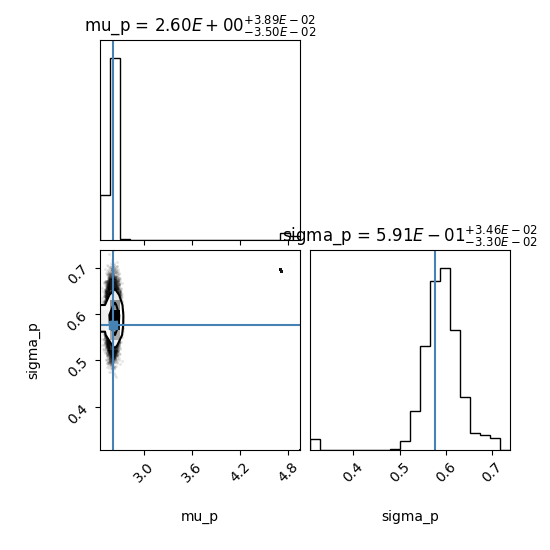 mu_p = 2.60E + 00+3.89E − 02 −3.50E − 02
sigma_p = 5.91E − 01+3.46E − 02 −3.30E − 02
0.7
0.6
0.5
0.4
sigma_p
3.0 3.6 4.2 4.8
0.4 0.5 0.6 0.7
mu_p sigma_p